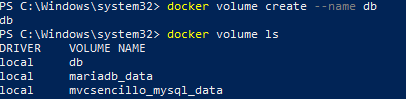 PS C:\Windows\system32> docker volume create --name db
db
PS C:\Windows\system32> docker volume ls
DRIVER    VOLUME NAME
local     db
local     mariadb_data
local     mvcsencillo_mysql_data